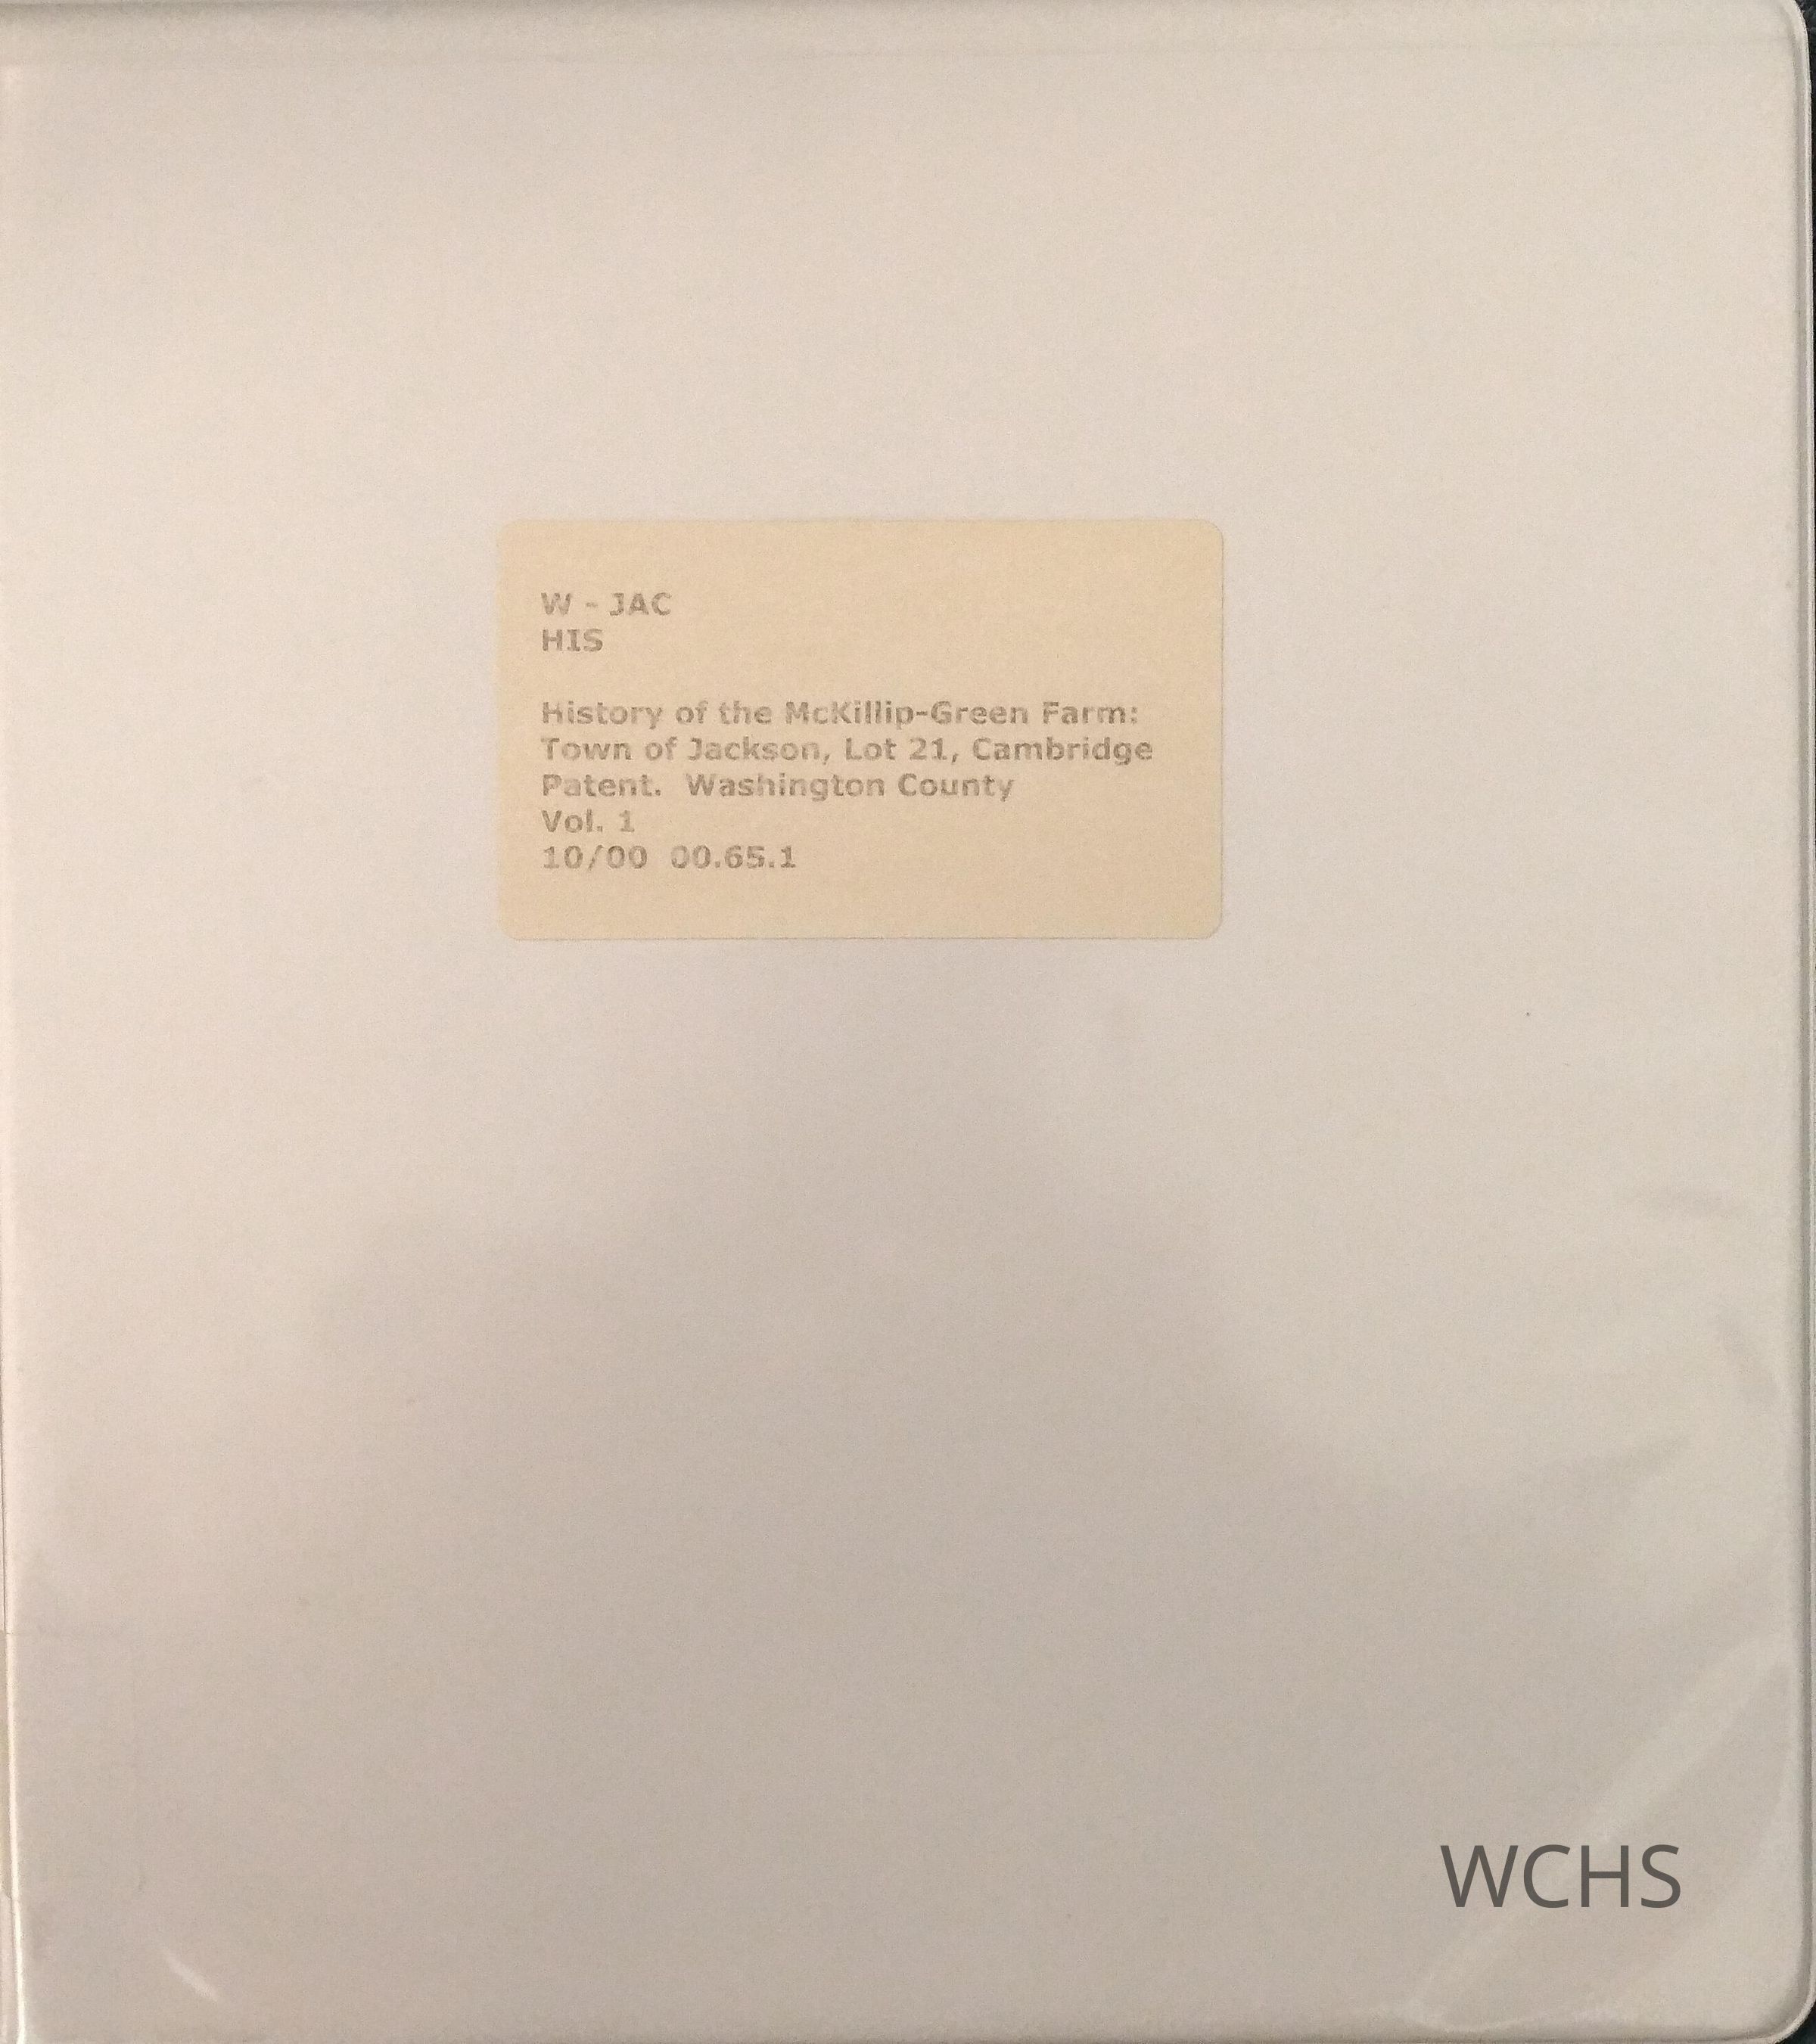 W - JAC
HIS
History of the McKillip-Green Farm:
Town of Jackson, Lot 21, Cambridge
Patent.  Washington County
Vol. 1
10/00  00.65.1
WCHS